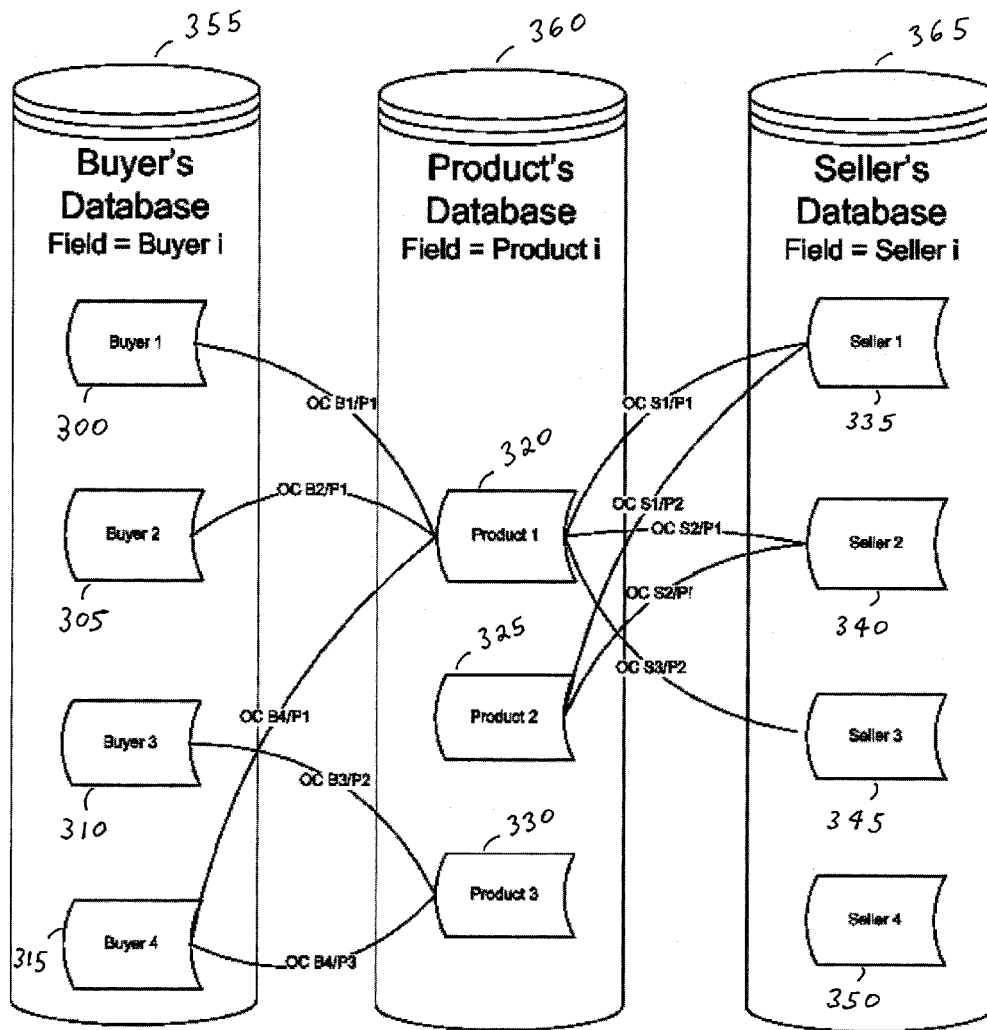 355
360
365
Buyer's
Database
Field = Buyer i
Product's
Database
Field = Product i
Seller's
Database
Field = Seller i
Buyer 1
300
OC B1/P1
OC S1/P1
Seller 1
335
320
Buyer 2
305
OC B2/P1
Product 1
OC S1/P2
OC S2/P1
Seller 2
340
325
OC S2/P!
OC S3/P2
Buyer 3
310
OC B4/P1
OC B3/P2
Product 2
Seller 3
345
330
Buyer 4
315
OC B4/P3
Product 3
Seller 4
350